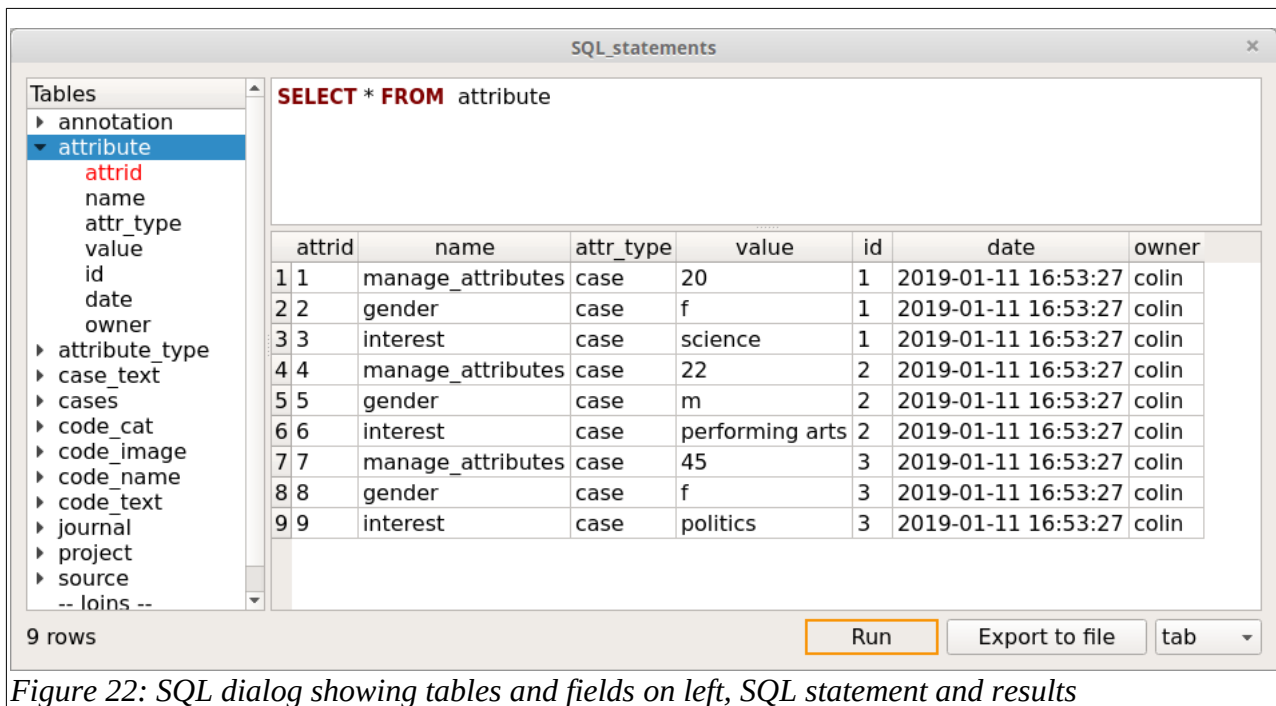 SQL_statements ×
Tables
annotation
attribute
attrid
name
attr_type
value
id
date
owner
attribute_type
case_text
cases
code_cat
code_image
code_name
code_text
journal
project
source
-- Joins --
SELECT * FROM attribute
attrid name attr_type value id date owner
1 1 manage_attributes case 20 1 2019-01-11 16:53:27 colin
2 2 gender case f 1 2019-01-11 16:53:27 colin
3 3 interest case science 1 2019-01-11 16:53:27 colin
4 4 manage_attributes case 22 2 2019-01-11 16:53:27 colin
5 5 gender case m 2 2019-01-11 16:53:27 colin
6 6 interest case performing arts 2 2019-01-11 16:53:27 colin
7 7 manage_attributes case 45 3 2019-01-11 16:53:27 colin
8 8 gender case f 3 2019-01-11 16:53:27 colin
9 9 interest case politics 3 2019-01-11 16:53:27 colin
9 rows Run Export to file tab
Figure 22: SQL dialog showing tables and fields on left, SQL statement and results